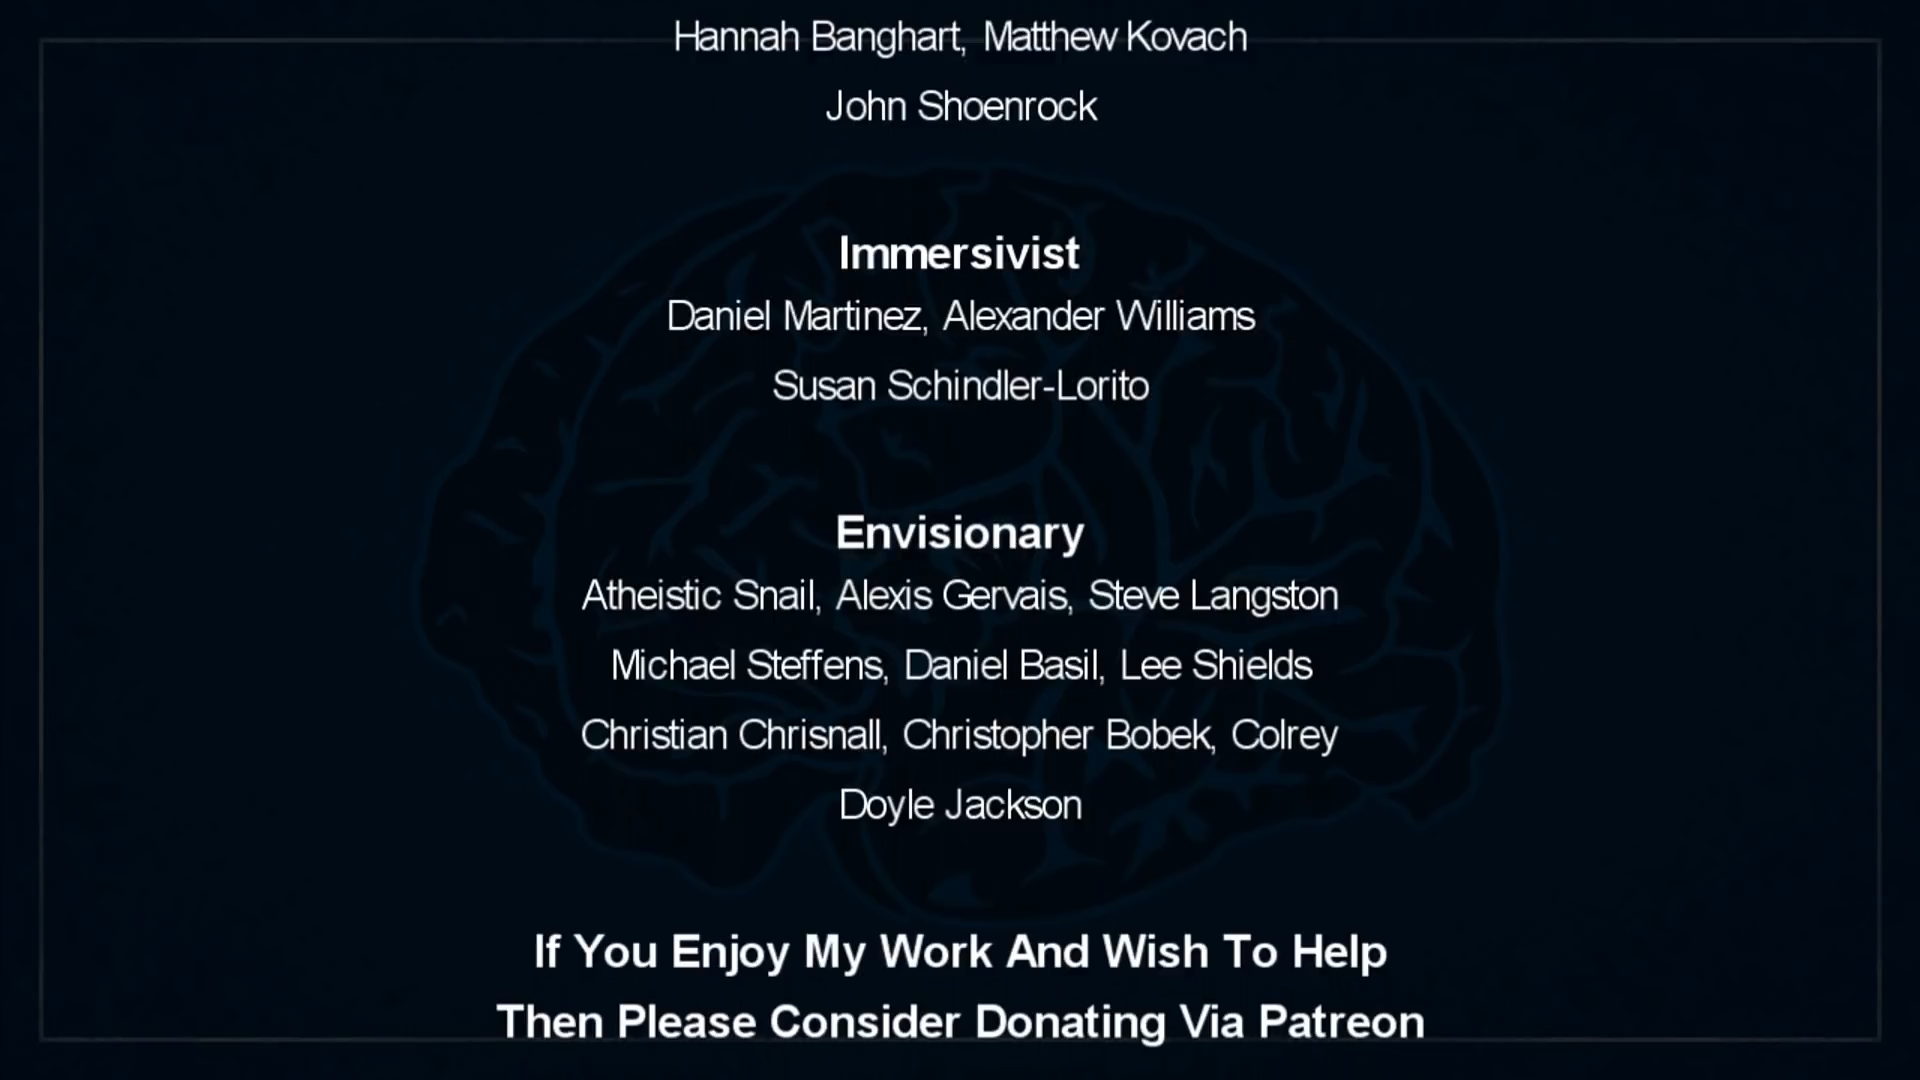 Hannah Banghart, Matthew Kovach
John Shoenrock
Immersivist
Daniel Martinez, Alexander Williams
Susan Schindler-Lorito
Envisionary
Atheistic Snail, Alexis Gervais, Steve Langston
Michael Steffens, Daniel Basil, Lee Shields
Christian Chrisnall, Christopher Bobek, Colrey
Doyle Jackson
If You Enjoy My Work And Wish To Help
Then Please Consider Donating Via Patreon